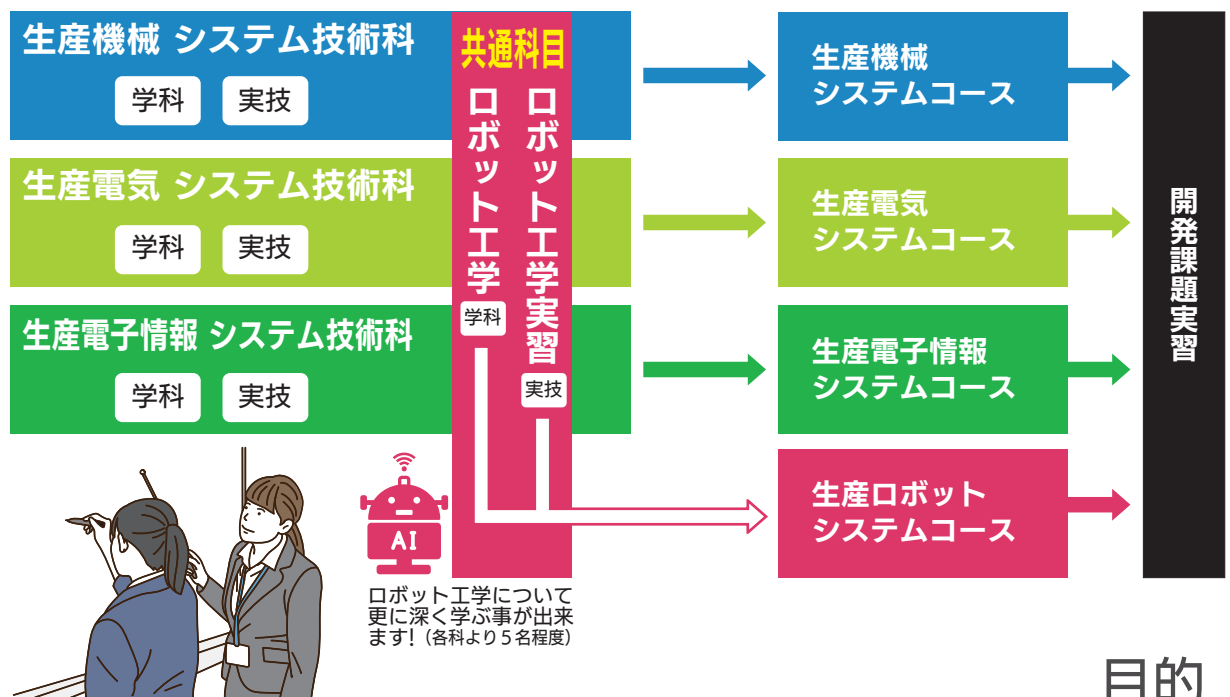 生産機械 システム技術科
学科
実技
生産電気 システム技術科
学科
実技
生産電子情報 システム技術科
学科
実技
共通科目
ロボット工学
学科
ロボット工学実習
実技
生産機械
システムコース
生産電気
システムコース
生産電子情報
システムコース
生産ロボット
システムコース
開発課題実習
AI
ロボット工学について
更に深く学ぶ事が出来
ます!(各科より5名程度)
目的